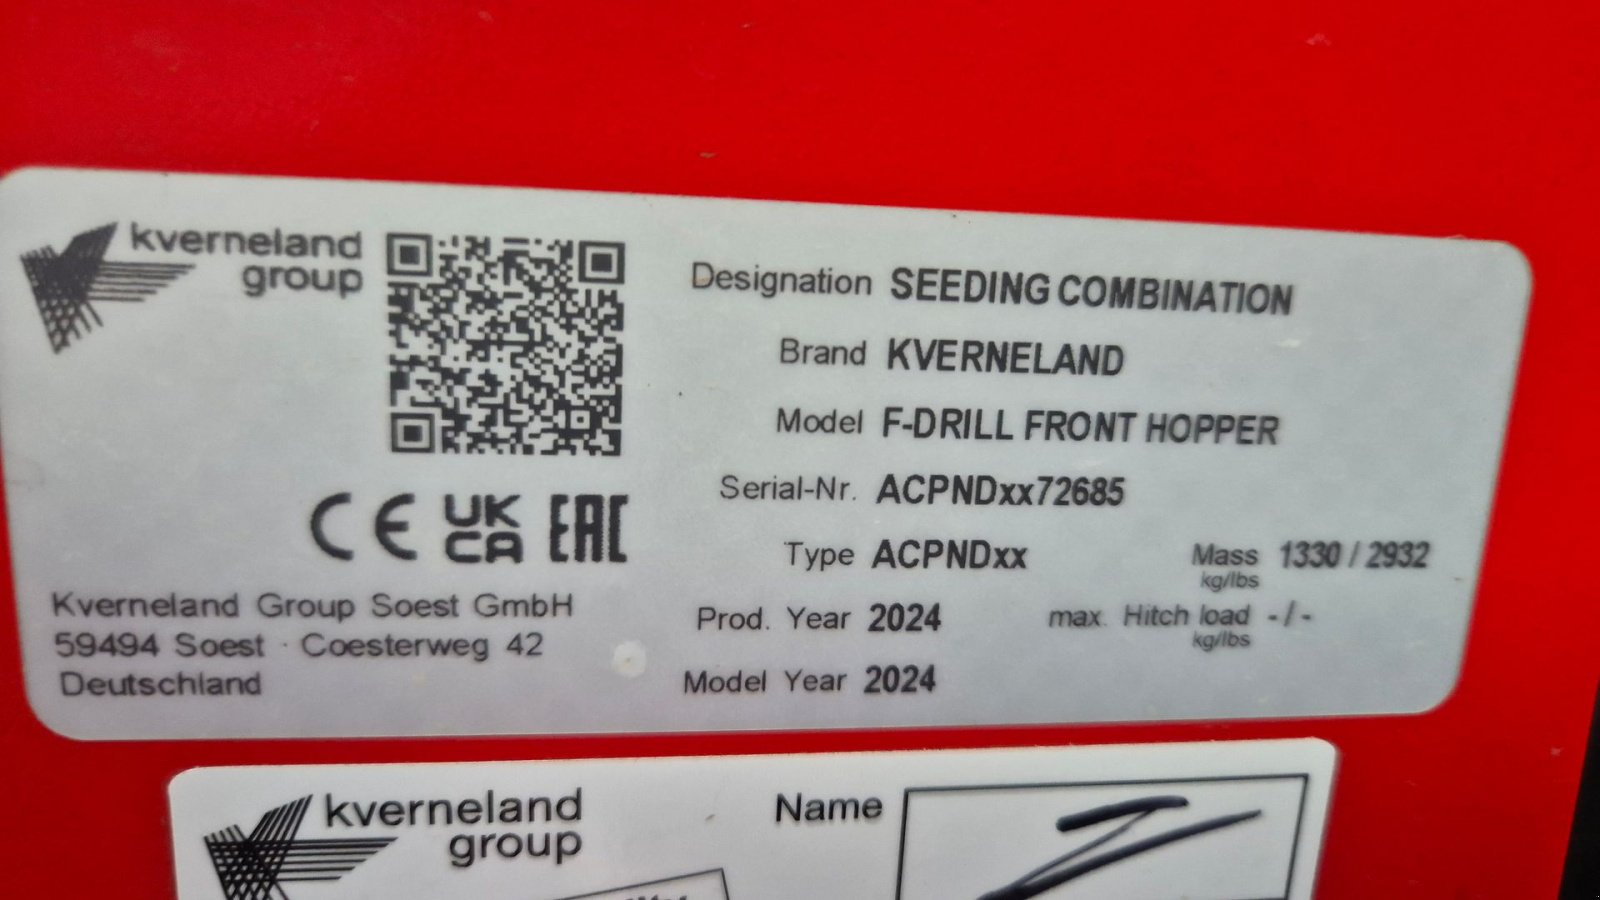 kverneland
group
Designation SEEDING COMBINATION
Brand KVERNELAND
Model F-DRILL FRONT HOPPER
Serial-Nr. ACPNDxx72685
Type ACPNDxx Mass 1330 / 2932
kg/lbs
Prod. Year 2024 max. Hitch load - / -
kg/lbs
Model Year 2024
CE UK
CA EAC
Kverneland Group Soest GmbH
59494 Soest · Coesterweg 42
Deutschland
kverneland
group
Name